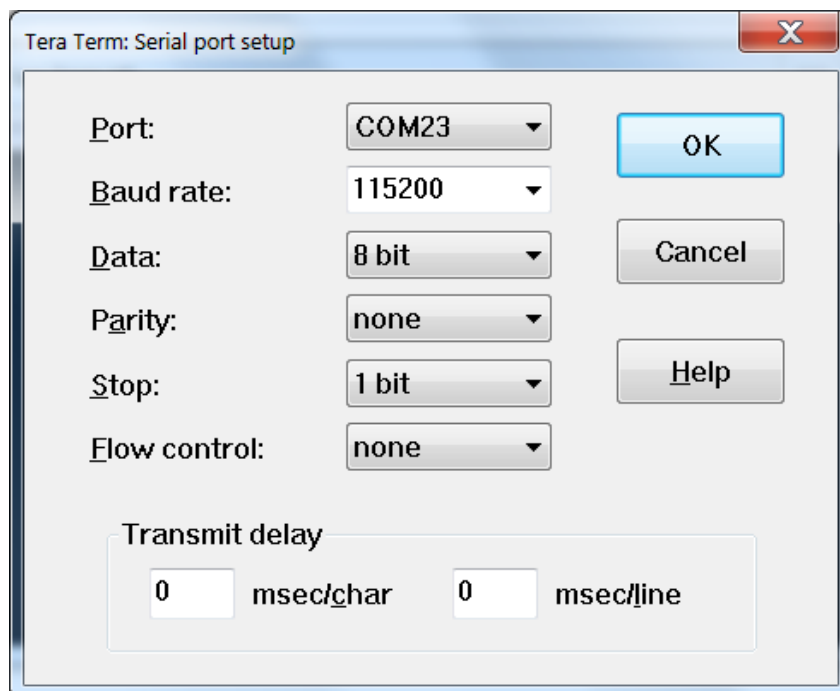 Tera Term: Serial port setup
Port: COM23 OK
Baud rate: 115200
Data: 8 bit Cancel
Parity: none
Stop: 1 bit Help
Flow control: none
Transmit delay
0 msec/char 0 msec/line